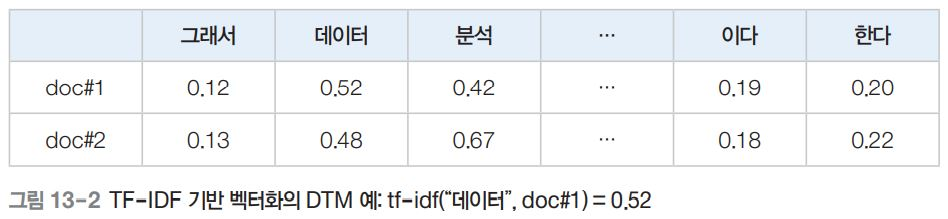 그래서 데이터 분석 … 이다 한다
doc#1 0.12 0.52 0.42 … 0.19 0.20
doc#2 0.13 0.48 0.67 … 0.18 0.22
그림 13-2 TF-IDF 기반 벡터화의 DTM 예: tf-idf(“데이터”, doc#1) = 0.52